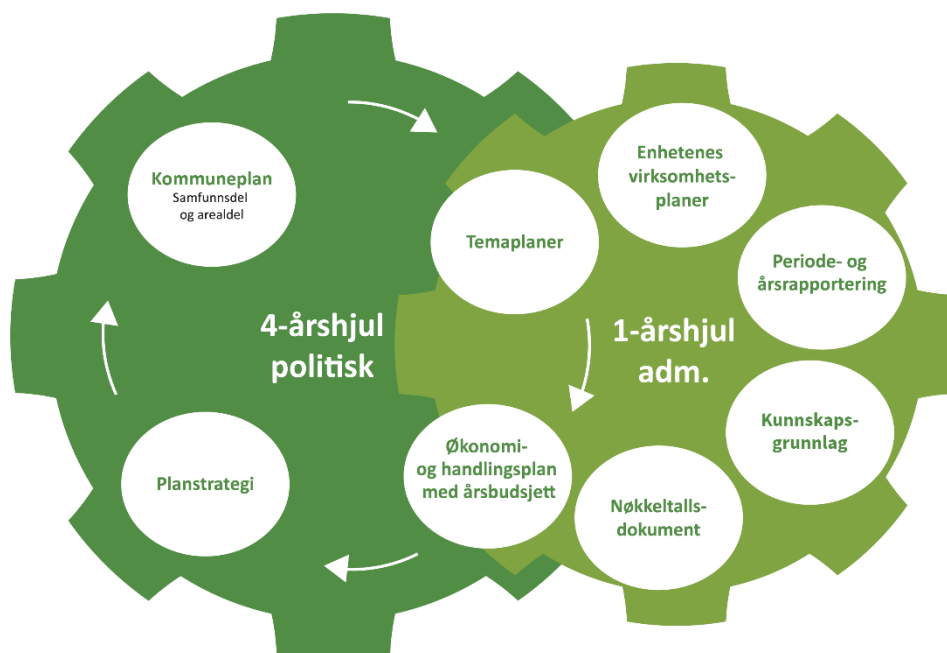 Kommuneplan
Samfunnsdel
og arealdel
Temaplaner
Enhetenes
virksomhets-
planer
Periode- og
årsrapportering
4-årshjul
politisk
1-årshjul
adm.
Kunnskaps-
grunnlag
Planstrategi
Økonomi-
og handlingsplan
med årsbudsjett
Nøkkeltalls-
dokument